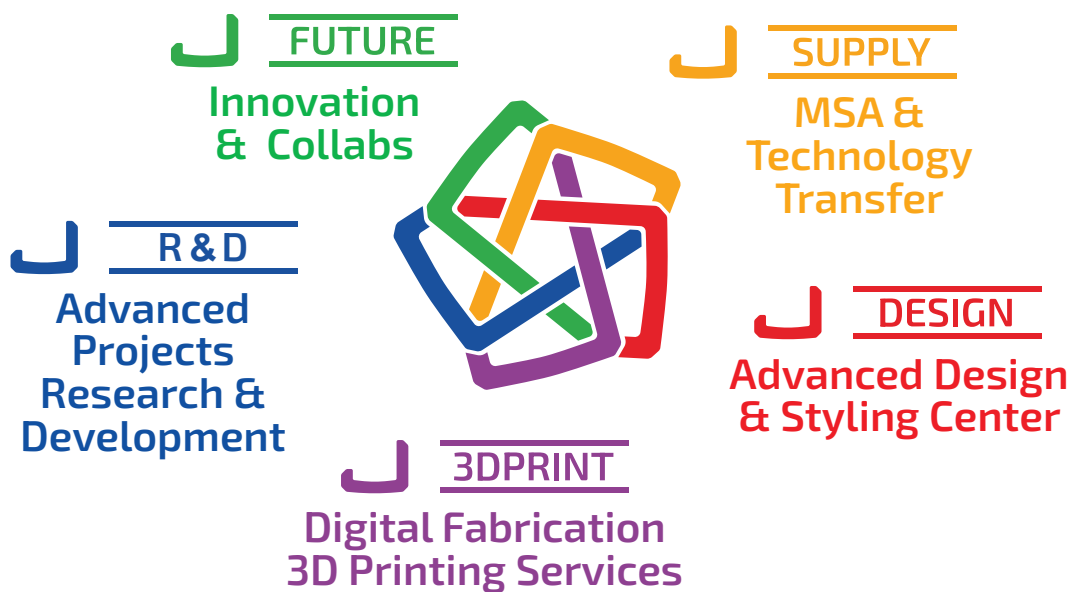 J FUTURE
Innovation
& Collabs
J SUPPLY
MSA &
Technology
Transfer
J R & D
Advanced
Projects
Research &
Development
J DESIGN
Advanced Design
& Styling Center
J 3DPRINT
Digital Fabrication
3D Printing Services